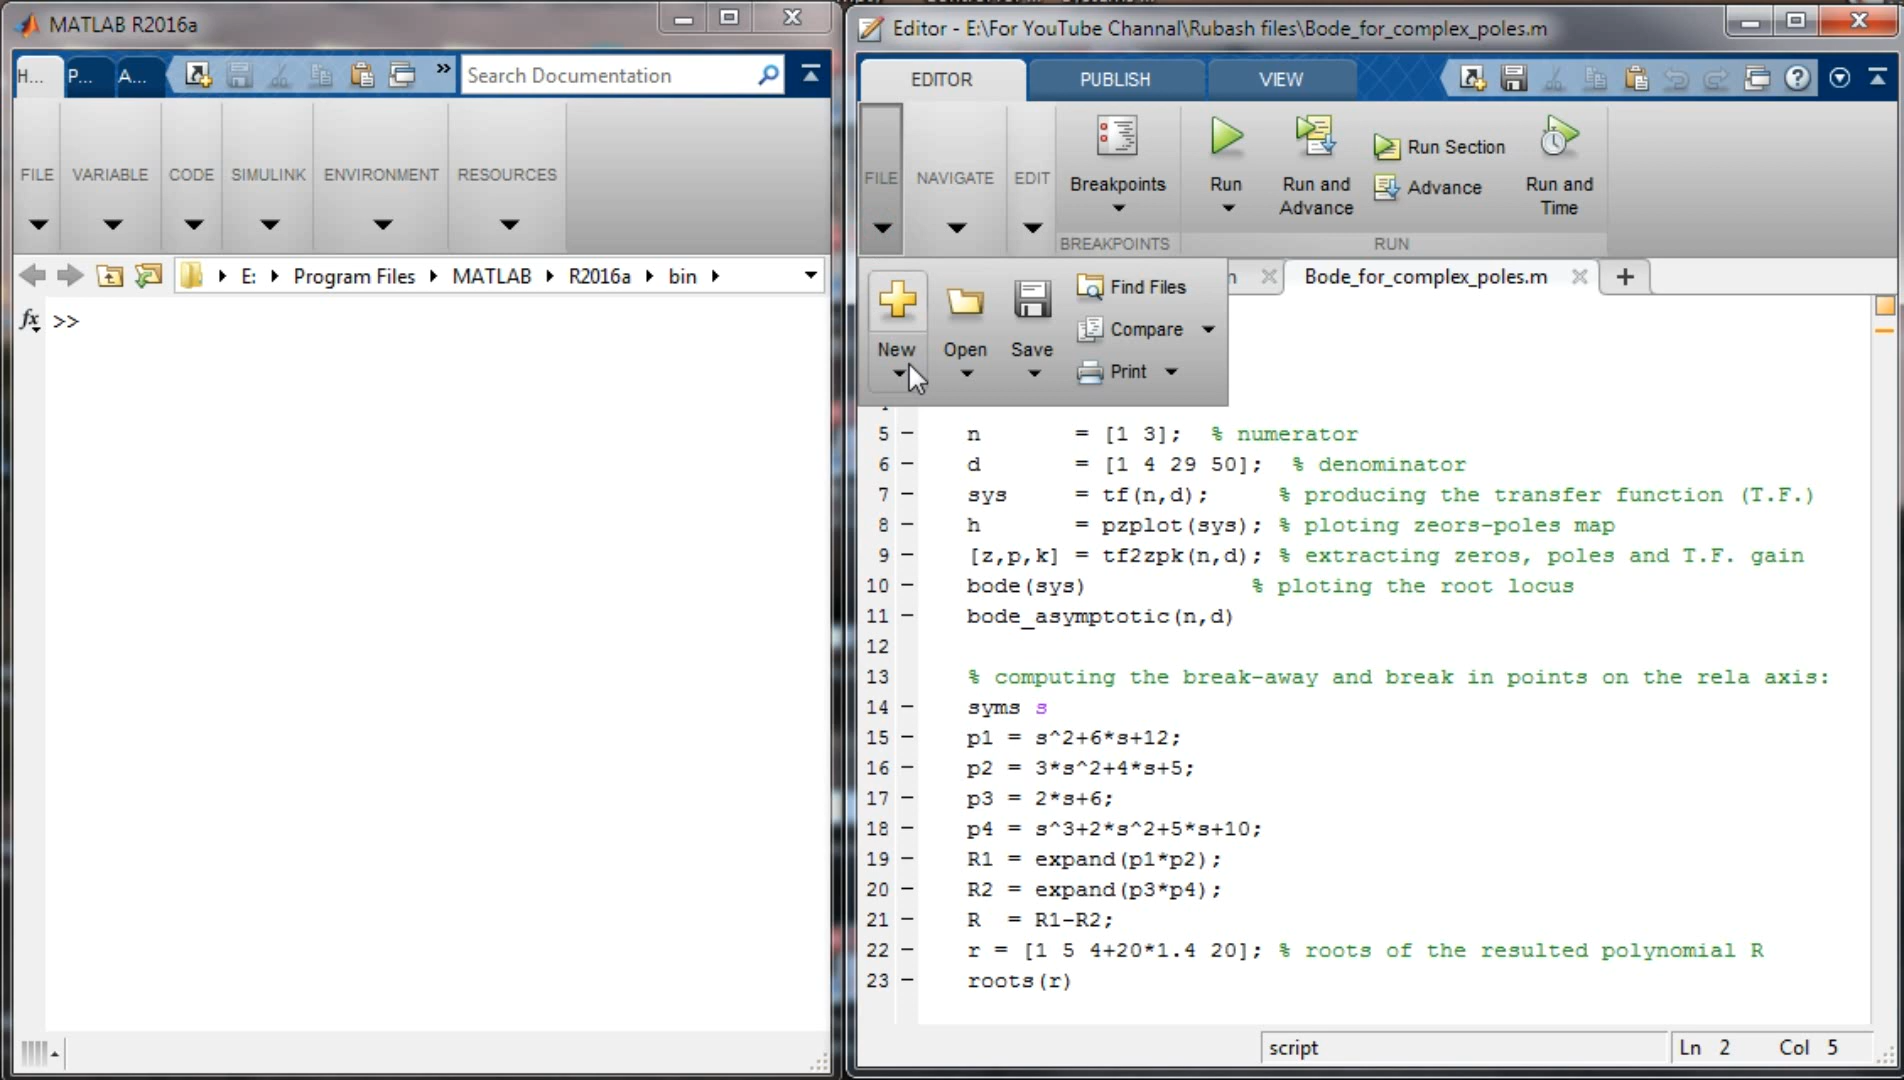 MATLAB R2016a
H... P... A... » Search Documentation
FILE VARIABLE CODE SIMULINK ENVIRONMENT RESOURCES
E: Program Files MATLAB R2016a bin
fx >>
Editor - E:\For YouTube Channal\Rubash files\Bode_for_complex_poles.m
EDITOR PUBLISH VIEW
FILE NAVIGATE EDIT Breakpoints Run Run and Advance Run Section Advance Run and Time
BREAKPOINTS RUN
New Open Save Find Files Compare Print
n Bode_for_complex_poles.m +
5 – n = [1 3]; % numerator
6 – d = [1 4 29 50]; % denominator
7 – sys = tf(n,d); % producing the transfer function (T.F.)
8 – h = pzplot(sys); % ploting zeors-poles map
9 – [z,p,k] = tf2zpk(n,d); % extracting zeros, poles and T.F. gain
10 – bode(sys) % ploting the root locus
11 – bode_asymptotic(n,d)
12
13 % computing the break-away and break in points on the rela axis:
14 – syms s
15 – p1 = s^2+6*s+12;
16 – p2 = 3*s^2+4*s+5;
17 – p3 = 2*s+6;
18 – p4 = s^3+2*s^2+5*s+10;
19 – R1 = expand(p1*p2);
20 – R2 = expand(p3*p4);
21 – R = R1-R2;
22 – r = [1 5 4+20*1.4 20]; % roots of the resulted polynomial R
23 – roots(r)
script Ln 2 Col 5